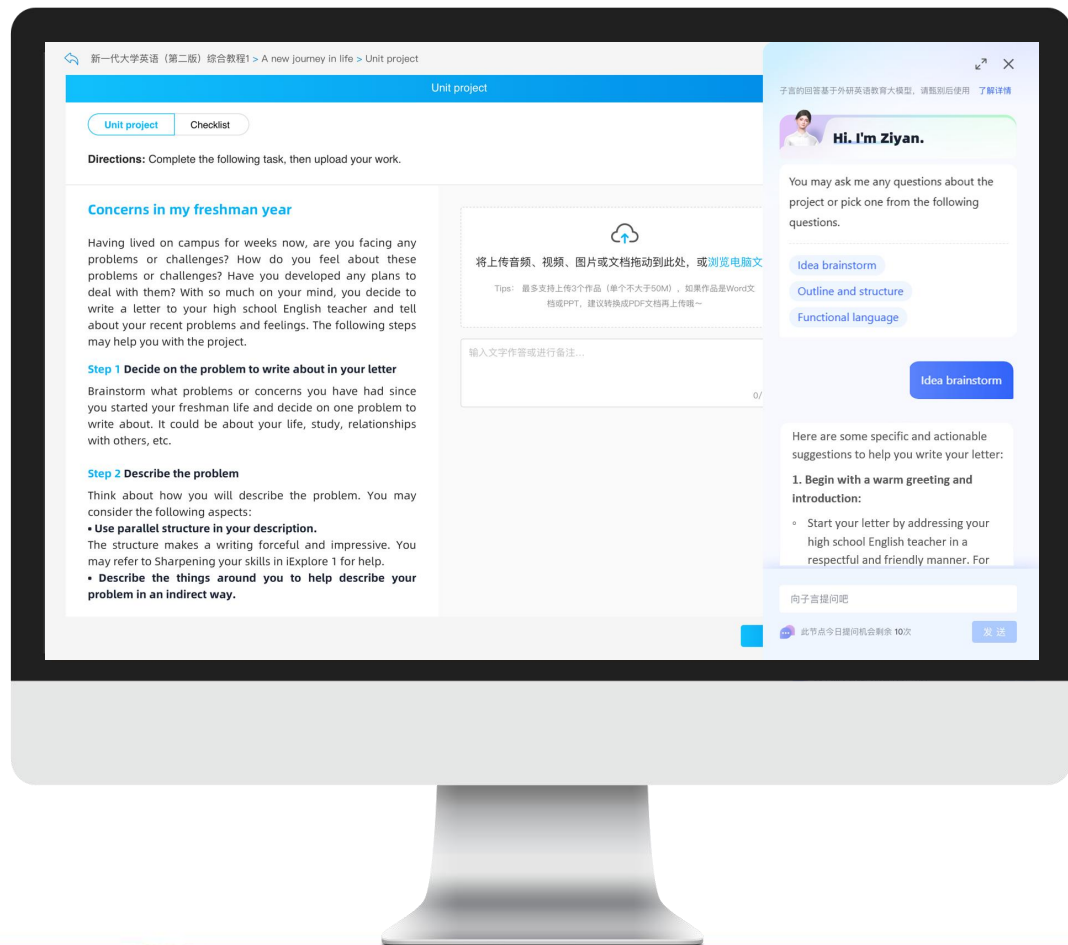 新一代大学英语（第二版）综合教程1 > A new journey in life > Unit project
Unit project
Unit project
Checklist
Directions: Complete the following task, then upload your work.
Concerns in my freshman year
Having lived on campus for weeks now, are you facing any
problems or challenges? How do you feel about these
problems or challenges? Have you developed any plans to
deal with them? With so much on your mind, you decide to
write a letter to your high school English teacher and tell
about your recent problems and feelings. The following steps
may help you with the project.
Step 1 Decide on the problem to write about in your letter
Brainstorm what problems or concerns you have had since
you started your freshman life and decide on one problem to
write about. It could be about your life, study, relationships
with others, etc.
Step 2 Describe the problem
Think about how you will describe the problem. You may
consider the following aspects:
• Use parallel structure in your description.
The structure makes a writing forceful and impressive. You
may refer to Sharpening your skills in iExplore 1 for help.
• Describe the things around you to help describe your
problem in an indirect way.
将上传音频、视频、图片或文档拖动到此处，或浏览电脑文
Tips： 最多支持上传3个作品（单个不大于50M），如果作品是Word文
档或PPT，建议转换成PDF文档再上传哦～
输入文字作答或进行备注...
0/
子言的回答基于外研英语教育大模型，请甄别后使用 了解详情
Hi. I'm Ziyan.
You may ask me any questions about the
project or pick one from the following
questions.
Idea brainstorm
Outline and structure
Functional language
Idea brainstorm
Here are some specific and actionable
suggestions to help you write your letter:
1. Begin with a warm greeting and
introduction:
◦ Start your letter by addressing your
high school English teacher in a
respectful and friendly manner. For
向子言提问吧
此节点今日提问机会剩余 10次
发 送